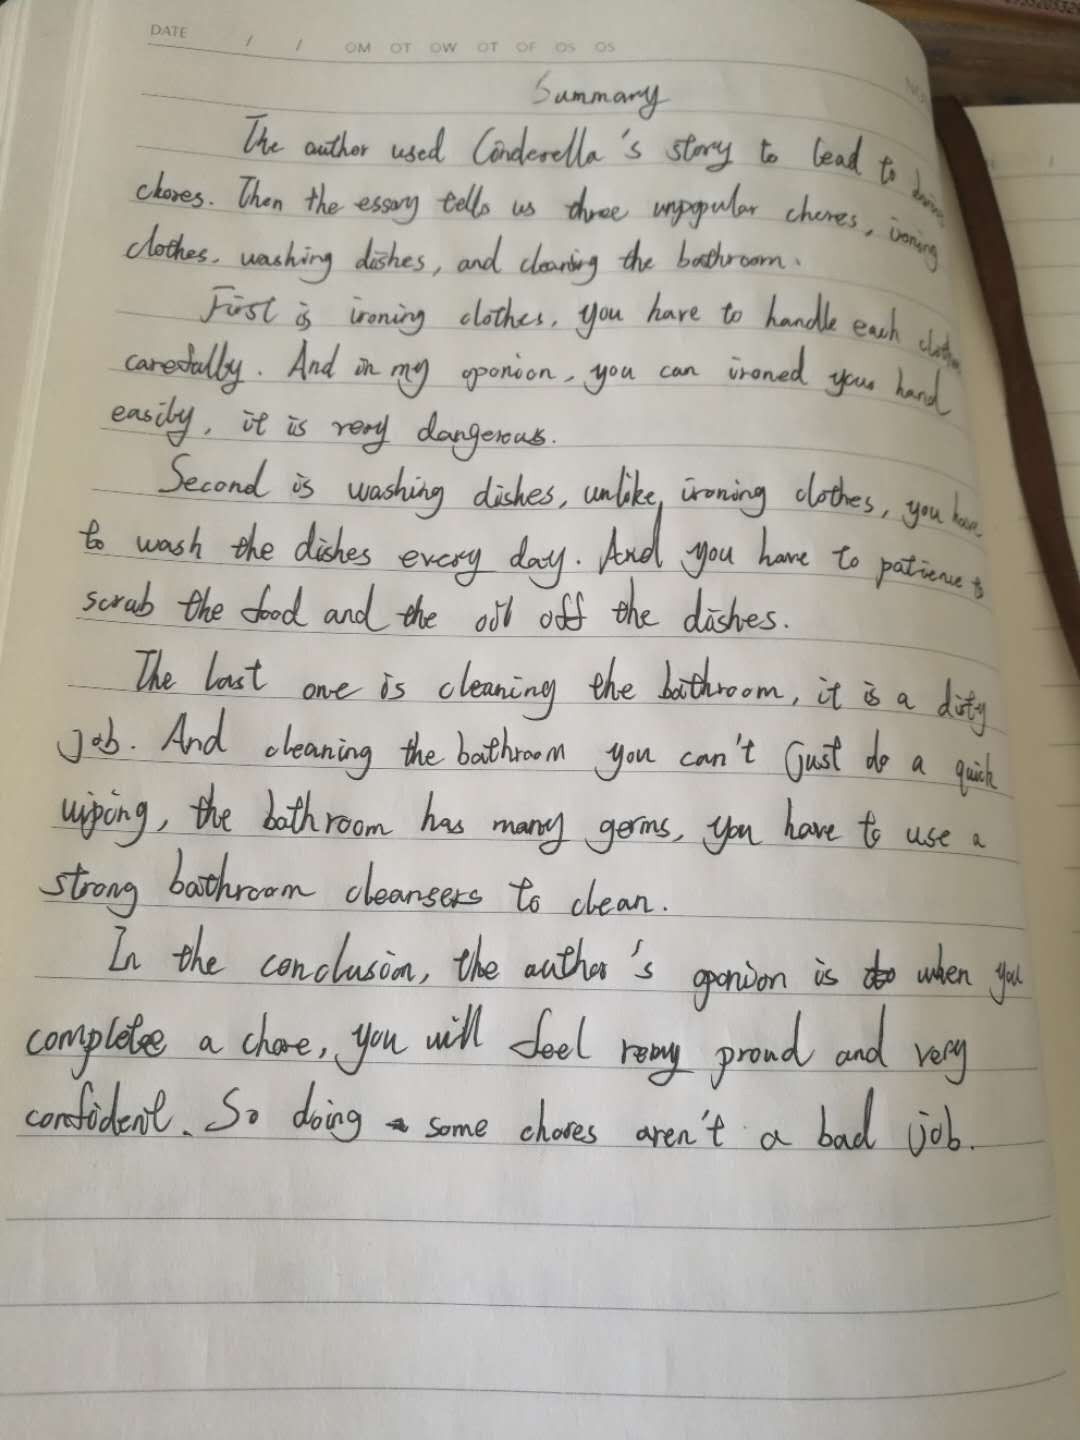 DATE / / OM OT OW OT OF OS OS
Summary
The author used Cinderella's story to lead to
chores. Then the essay tells us three unpopular chores, ironing
clothes, washing dishes, and cleaning the bathroom.
First is ironing clothes, you have to handle each
carefully. And in my oponion, you can ironed your hand
easily, it is very dangerous.
Second is washing dishes, unlike ironing clothes, you have
to wash the dishes every day. And you have to patience to
scrub the food and the oil off the dishes.
The last one is cleaning the bathroom, it is a dirty
job. And cleaning the bathroom you can't just do a quick
wiping, the bathroom has many germs, you have to use a
strong bathroom cleansers to clean.
In the conclusion, the author's oponion is when you
complete a chore, you will feel very proud and very
confident. So doing some chores aren't a bad job.